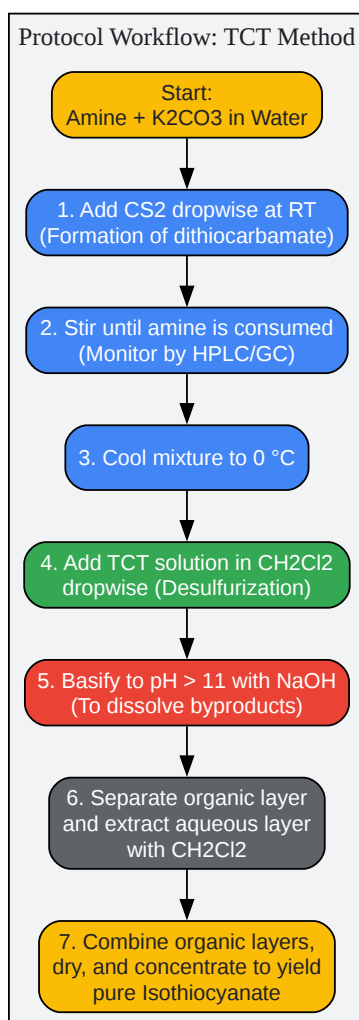 Protocol Workflow: TCT Method
Start:
Amine + K2CO3 in Water
1. Add CS2 dropwise at RT
(Formation of dithiocarbamate)
2. Stir until amine is consumed
(Monitor by HPLC/GC)
3. Cool mixture to 0 °C
4. Add TCT solution in CH2Cl2
dropwise (Desulfurization)
5. Basify to pH > 11 with NaOH
(To dissolve byproducts)
6. Separate organic layer
and extract aqueous layer
with CH2Cl2
7. Combine organic layers,
dry, and concentrate to yield
pure Isothiocyanate